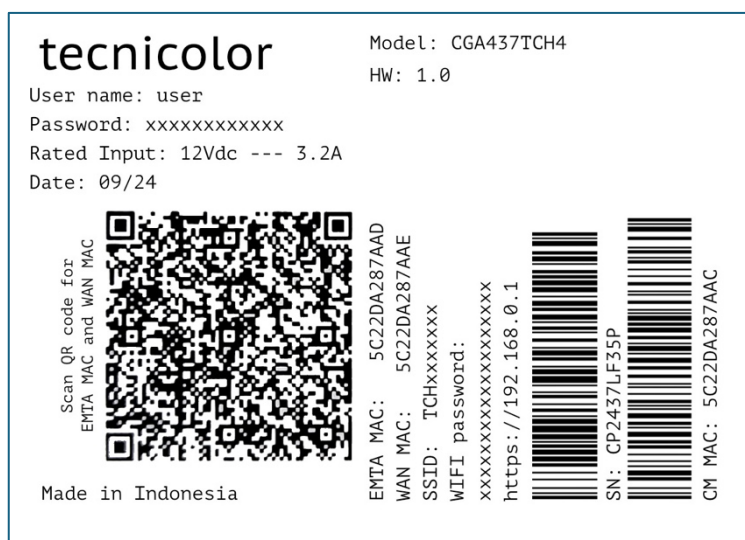 tecnicolor
Model: CGA437TCH4
HW: 1.0
User name: user
Password: xxxxxxxxxxxx
Rated Input: 12Vdc --- 3.2A
Date: 09/24
Scan QR code for
EMTA MAC and WAN MAC
EMTA MAC: 5C22DA287AAD
WAN MAC: 5C22DA287AAE
SSID: TCHxxxxxxx
WIFI password:
xxxxxxxxxxxxxxxxxxxx
https://192.168.0.1
SN: CP2437LF35P
CM MAC: 5C22DA287AAC
Made in Indonesia